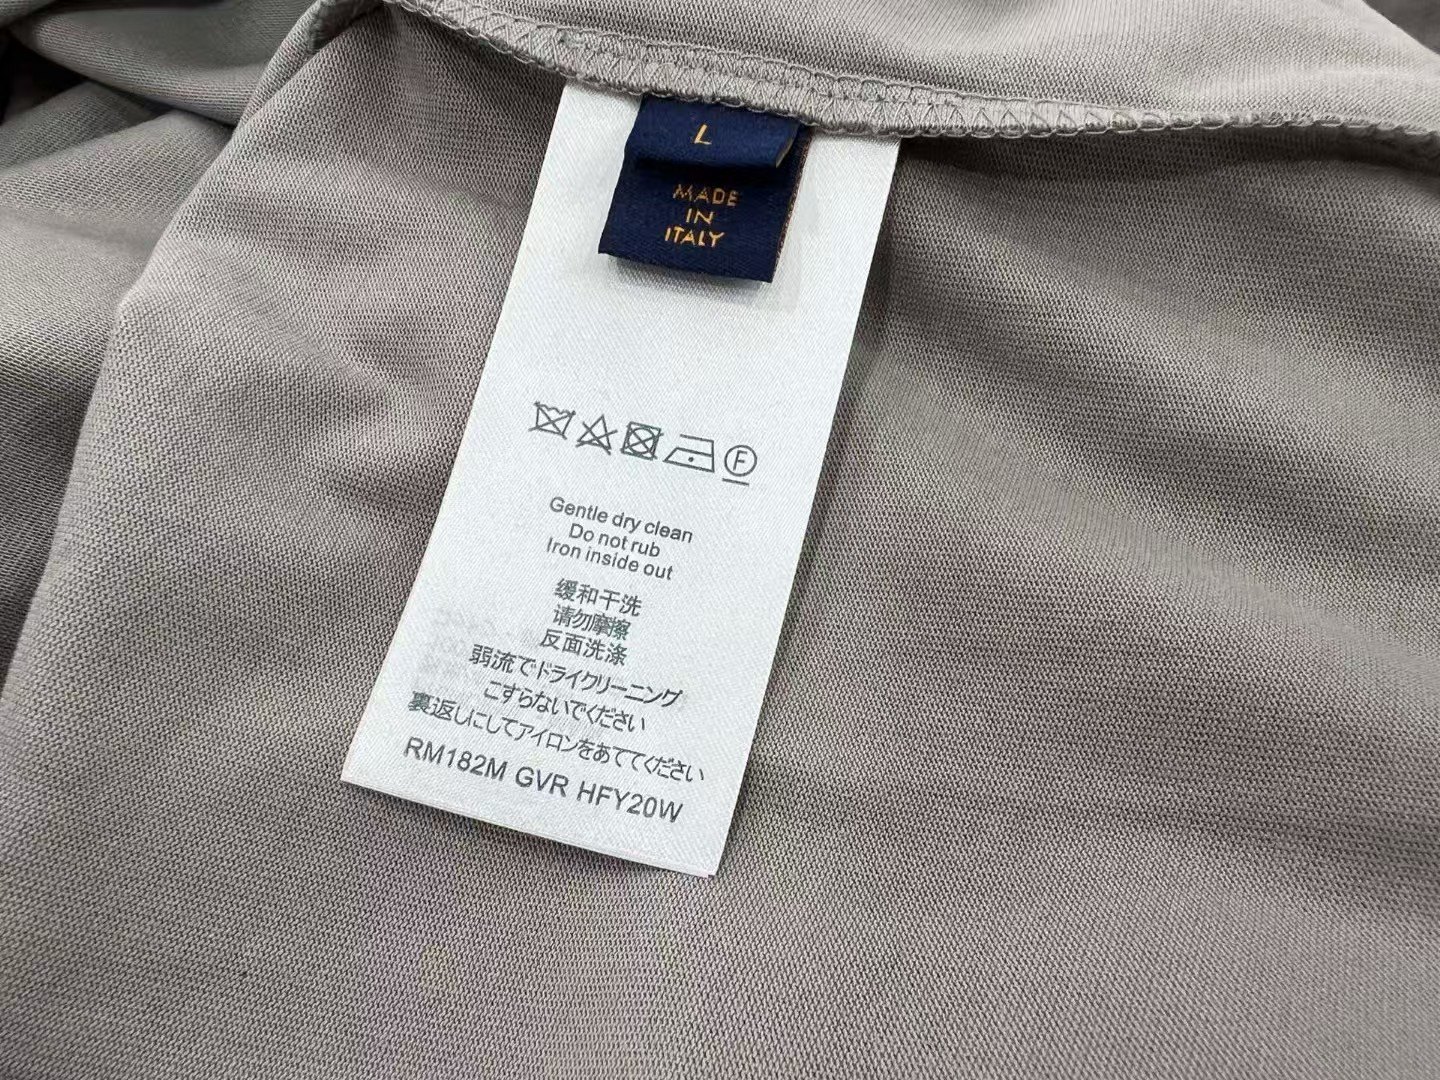 L
MADE
IN
ITALY
F
Gentle dry clean
Do not rub
Iron inside out
缓和干洗
请勿摩擦
反面洗涤
弱流でドライクリーニング
こすらないでください
裏返しにしてアイロンをあててください
RM182M GVR HFY20W